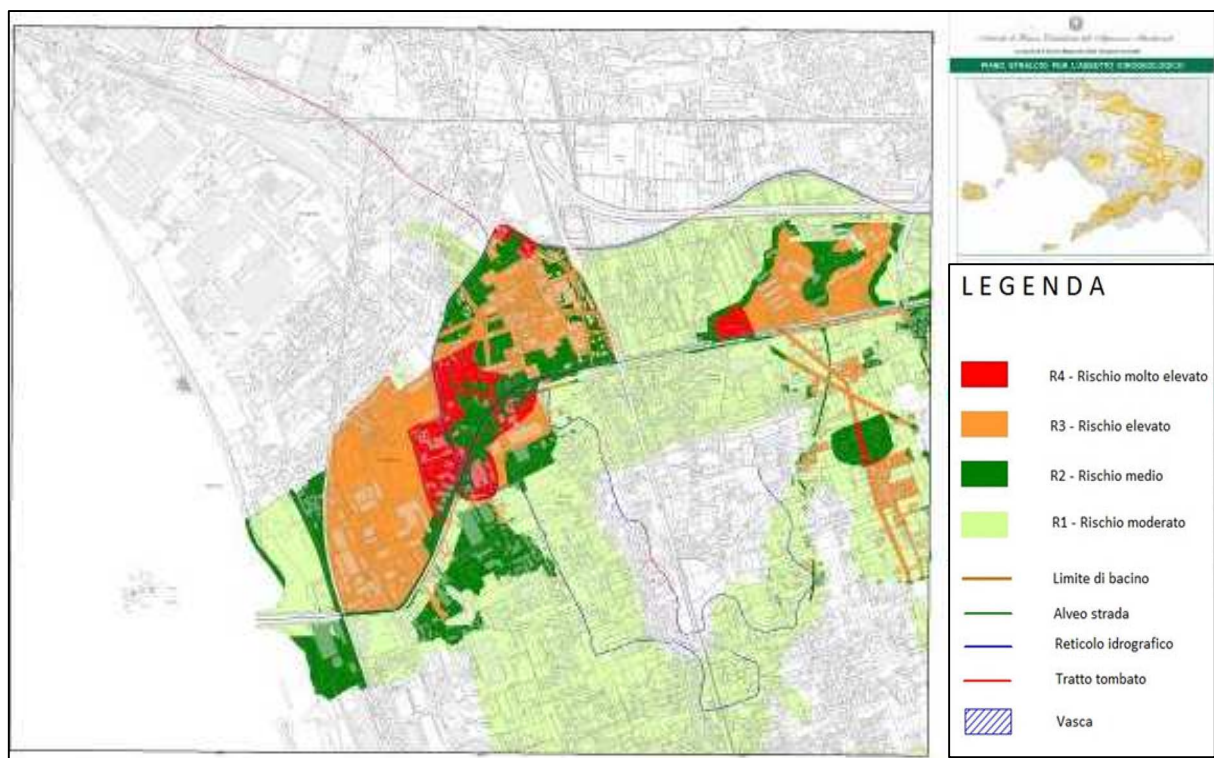 PIANO STRALCIO PER L'ASSETTO IDROGEOLOGICO
LEGENDA
R4 - Rischio molto elevato
R3 - Rischio elevato
R2 - Rischio medio
R1 - Rischio moderato
Limite di bacino
Alveo strada
Reticolo idrografico
Tratto tombato
Vasca